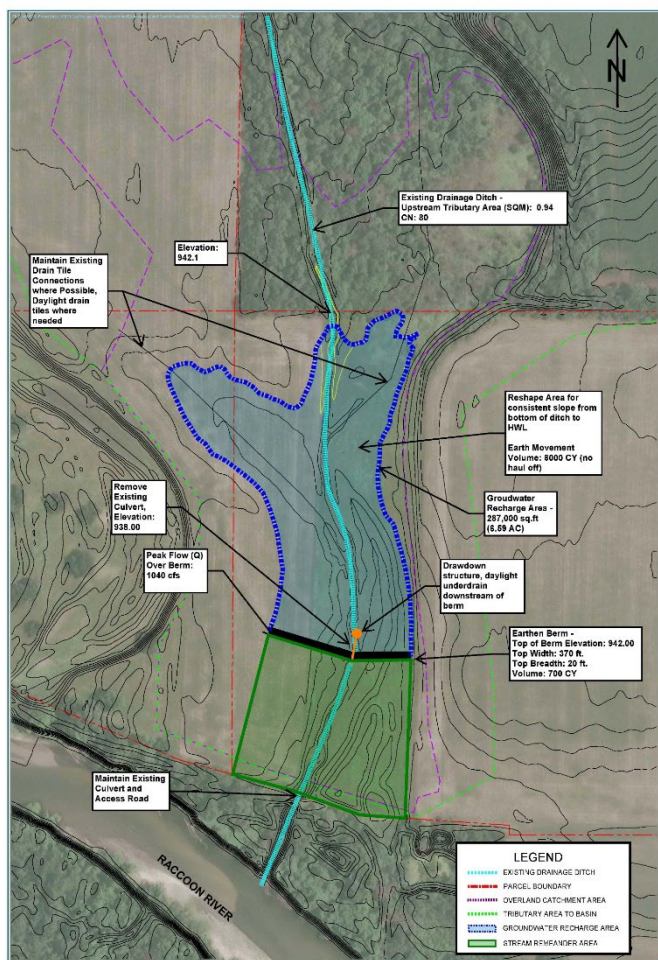 N
Existing Drainage Ditch -
Upstream Tributary Area (SQM): 0.94
CN: 80
Elevation:
942.1
Maintain Existing
Drain Tile
Connections
where Possible,
Daylight drain
tiles where
needed
Reshape Area for
consistent slope from
bottom of ditch to
HWL
Earth Movement
Volume: 8000 CY (no
haul off)
Remove
Existing
Culvert,
Elevation:
938.00
Groudwater
Recharge Area -
287,000 sq.ft
(6.59 AC)
Peak Flow (Q)
Over Berm:
1040 cfs
Drawdown
structure, daylight
underdrain
downstream of
berm
Earthen Berm -
Top of Berm Elevation: 942.00
Top Width: 370 ft.
Top Breadth: 20 ft.
Volume: 700 CY
Maintain Existing
Culvert and
Access Road
RACCOON RIVER
LEGEND
EXISTING DRAINAGE DITCH
PARCEL BOUNDARY
OVERLAND CATCHMENT AREA
TRIBUTARY AREA TO BASIN
GROUNDWATER RECHARGE AREA
STREAM REMEANDER AREA